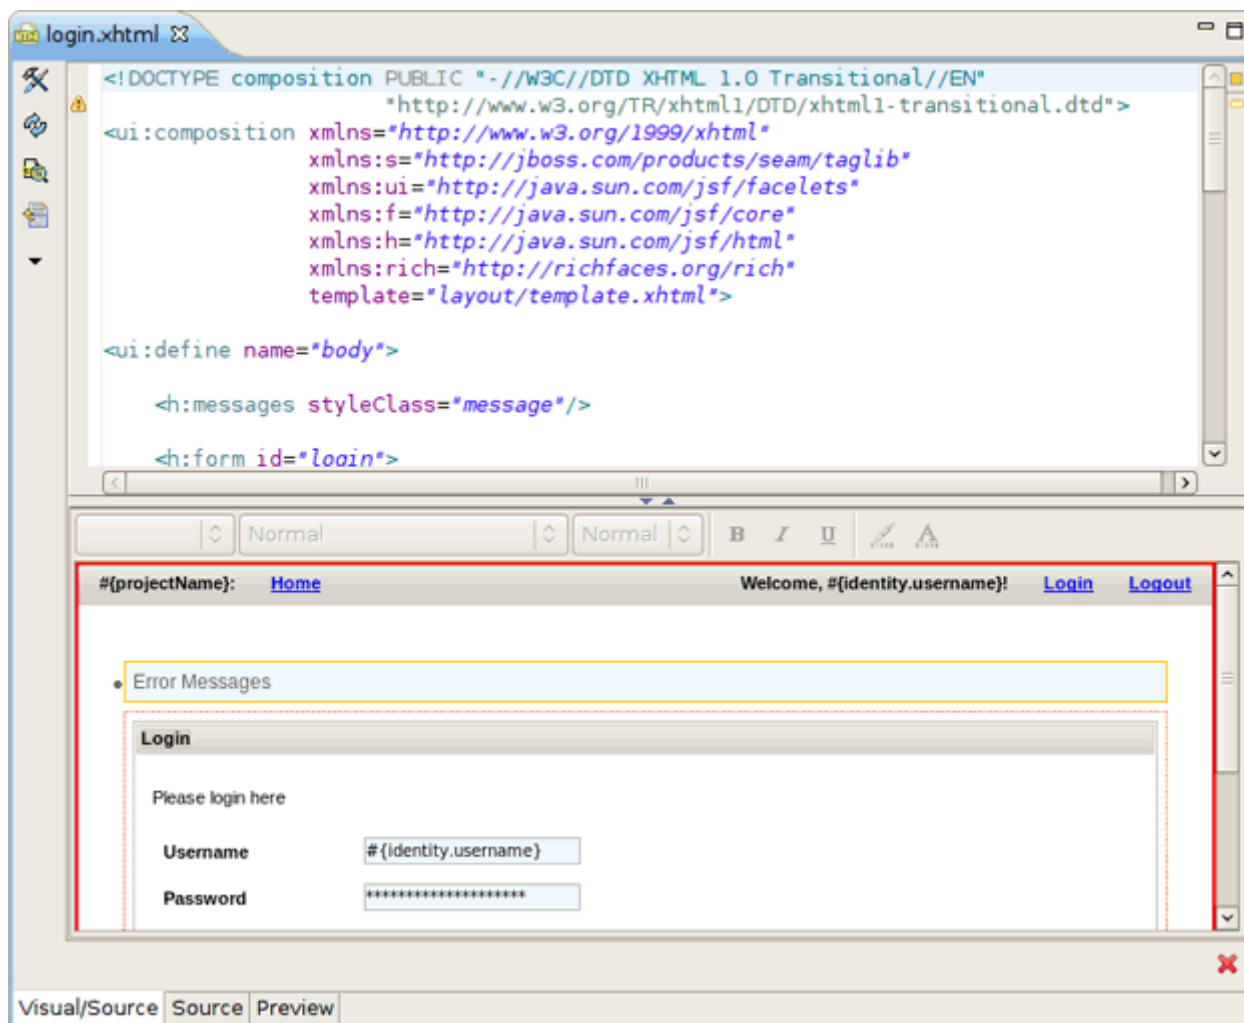 login.xhtml
<!DOCTYPE composition PUBLIC "-//W3C//DTD XHTML 1.0 Transitional//EN"
"http://www.w3.org/TR/xhtml1/DTD/xhtml1-transitional.dtd">
<ui:composition xmlns="http://www.w3.org/1999/xhtml"
xmlns:s="http://jboss.com/products/seam/taglib"
xmlns:ui="http://java.sun.com/jsf/facelets"
xmlns:f="http://java.sun.com/jsf/core"
xmlns:h="http://java.sun.com/jsf/html"
xmlns:rich="http://richfaces.org/rich"
template="layout/template.xhtml">
<ui:define name="body">
<h:messages styleClass="message"/>
<h:form id="login">
Normal Normal B I U A
#{projectName}: Home Welcome, #{identity.username}! Login Logout
Error Messages
Login
Please login here
Username #{identity.username}
Password ********************
Visual/Source Source Preview